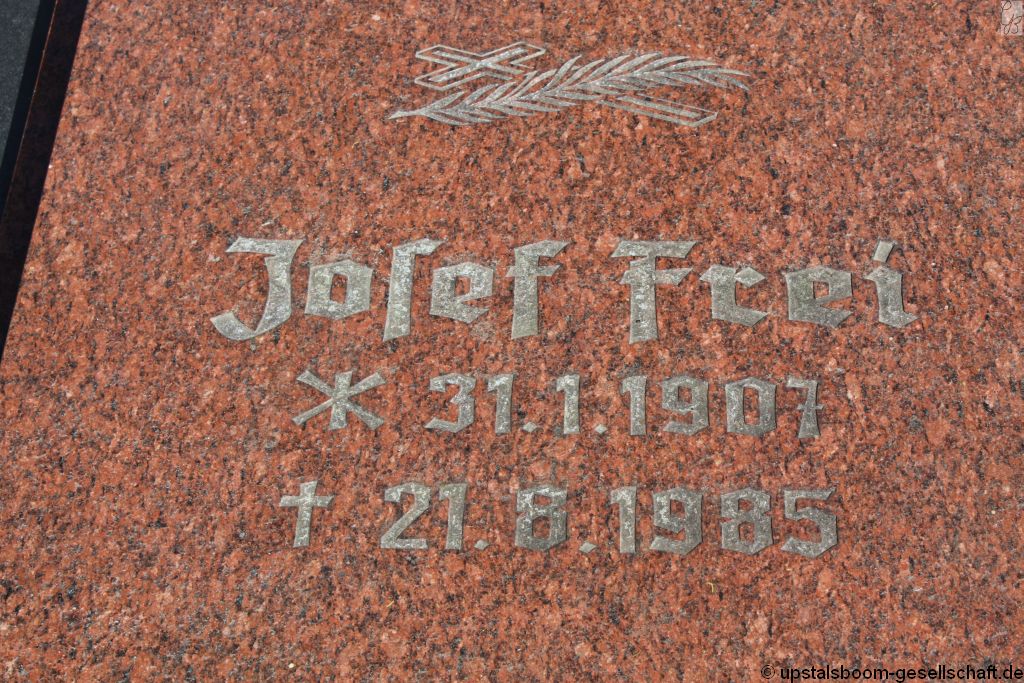 Joſef Frei
* 31.1.1907
† 21.8.1985
© upstalsboom-gesellschaft.de